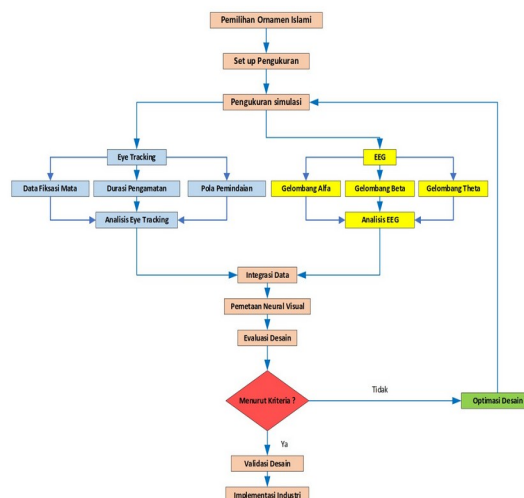 Pemilihan Ornamen Islami
Set up Pengukuran
Pengukuran simulasi
Eye Tracking
EEG
Data Fiksasi Mata
Durasi Pengamatan
Pola Pemindaian
Gelombang Alfa
Gelombang Beta
Gelombang Theta
Analisis Eye Tracking
Analisis EEG
Integrasi Data
Pemetaan Neural Visual
Evaluasi Desain
Menurut Kriteria ?
Tidak
Optimasi Desain
Ya
Validasi Desain
Implementasi Industri